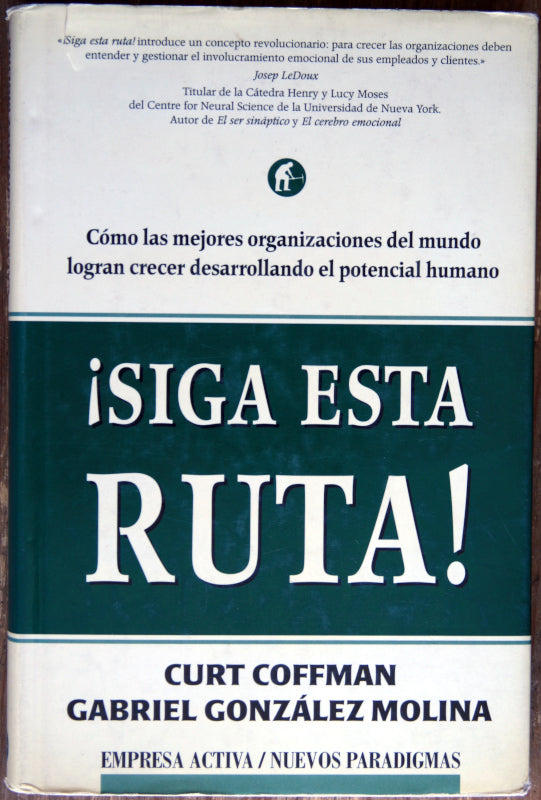 «¡Siga esta ruta! introduce un concepto revolucionario: para crecer las organizaciones deben
entender y gestionar el involucramiento emocional de sus empleados y clientes.»
Josep LeDoux
Titular de la Cátedra Henry y Lucy Moses
del Centre for Neural Science de la Universidad de Nueva York.
Autor de El ser sináptico y El cerebro emocional
Cómo las mejores organizaciones del mundo
logran crecer desarrollando el potencial humano
¡SIGA ESTA
RUTA!
CURT COFFMAN
GABRIEL GONZÁLEZ MOLINA
EMPRESA ACTIVA / NUEVOS PARADIGMAS